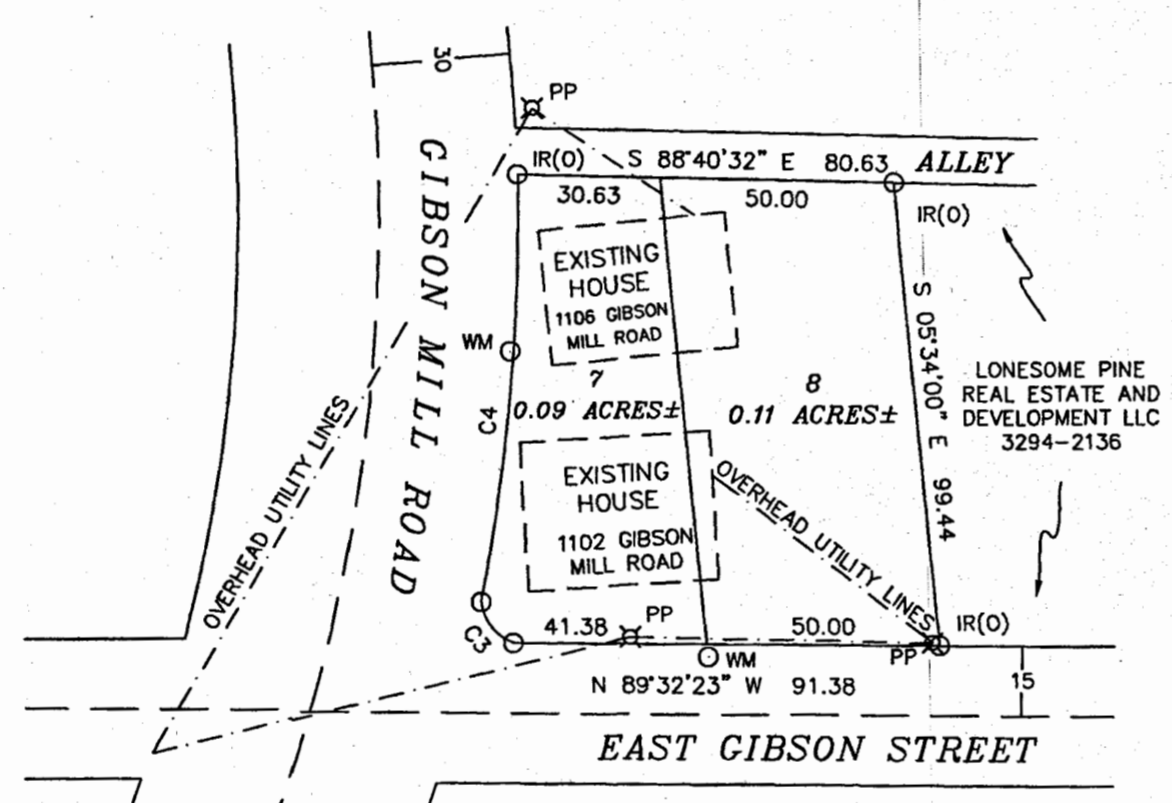 30
PP
GIBSON MILL ROAD
IR(O)
S 88°40'32" E 80.63
ALLEY
30.63
50.00
IR(O)
EXISTING
HOUSE
1106 GIBSON
MILL ROAD
S 05°34'00" E 99.44
WM
7
0.09 ACRES±
8
0.11 ACRES±
LONESOME PINE
REAL ESTATE AND
DEVELOPMENT LLC
3294-2136
C4
OVERHEAD UTILITY LINES
EXISTING
HOUSE
1102 GIBSON
MILL ROAD
OVERHEAD UTILITY LINES
C3
41.38
PP
50.00
IR(O)
PP
WM
N 89°32'23" W 91.38
15
EAST GIBSON STREET